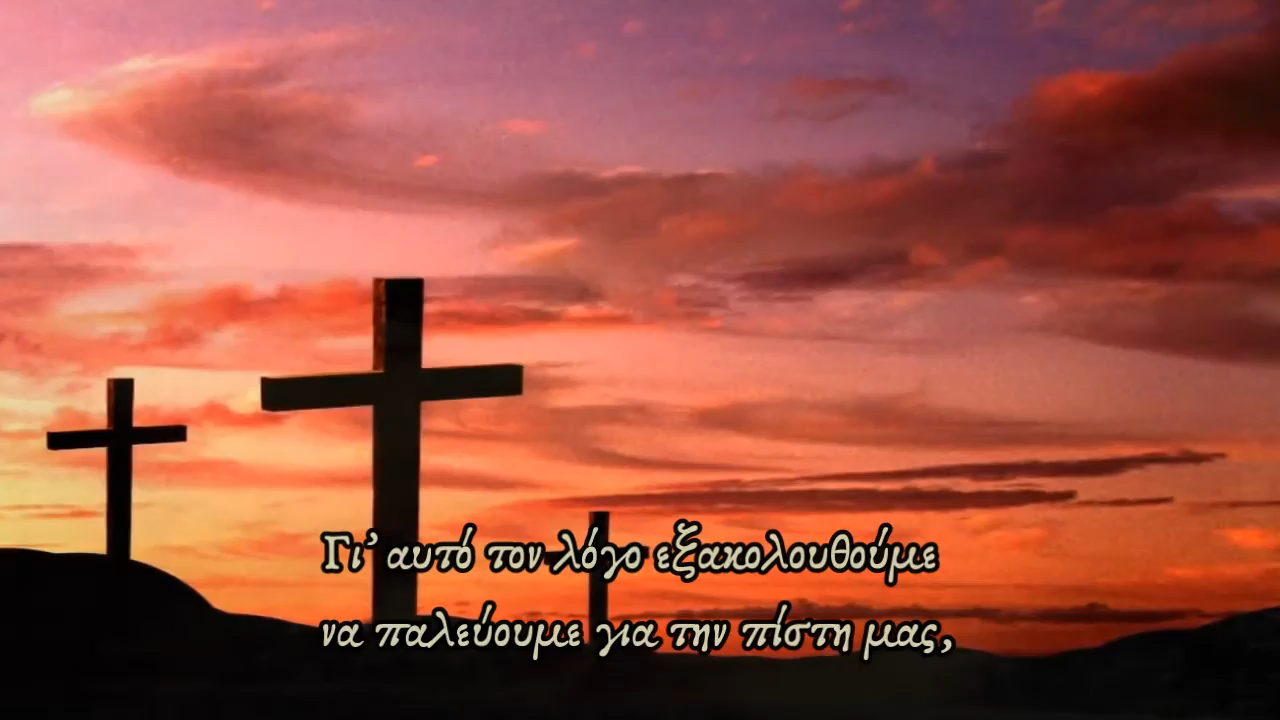 Γι' αυτό τον λόγο εξακολουθούμε
να παλεύουμε για την πίστη μας,